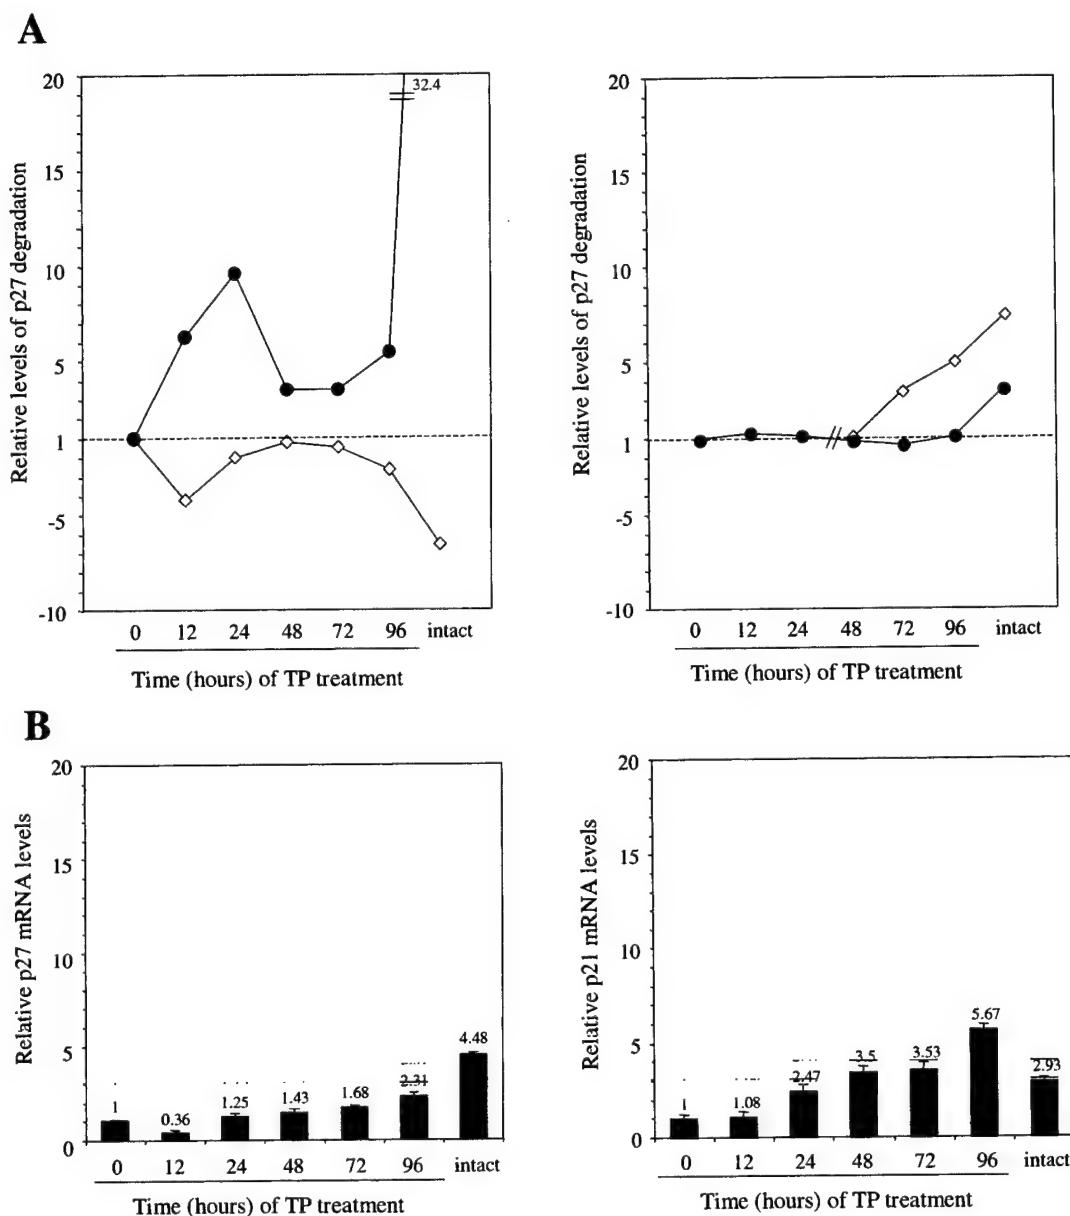 A
20
15
10
5
1
-5
-10
Relative levels of p27 degradation
32.4
0 12 24 48 72 96 intact
Time (hours) of TP treatment
20
15
10
5
1
-5
-10
Relative levels of p27 degradation
0 12 24 48 72 96 intact
Time (hours) of TP treatment
B
20
15
10
5
0
Relative p27 mRNA levels
1 0.36 1.25 1.43 1.68 2.31 4.48
0 12 24 48 72 96 intact
Time (hours) of TP treatment
20
15
10
5
0
Relative p21 mRNA levels
1 1.08 2.47 3.5 3.53 5.67 2.93
0 12 24 48 72 96 intact
Time (hours) of TP treatment